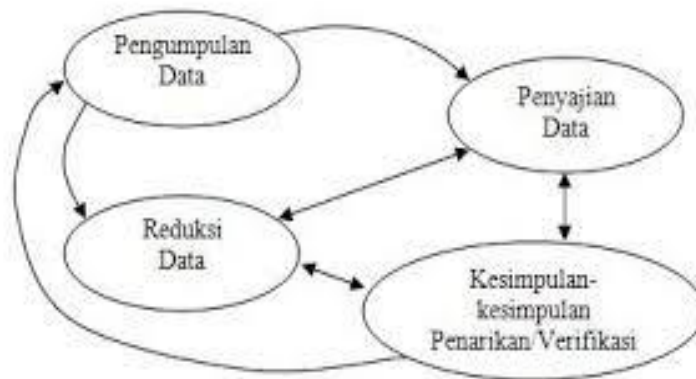 Pengumpulan
Data
Penyajian
Data
Reduksi
Data
Kesimpulan-
kesimpulan
Penarikan/Verifikasi